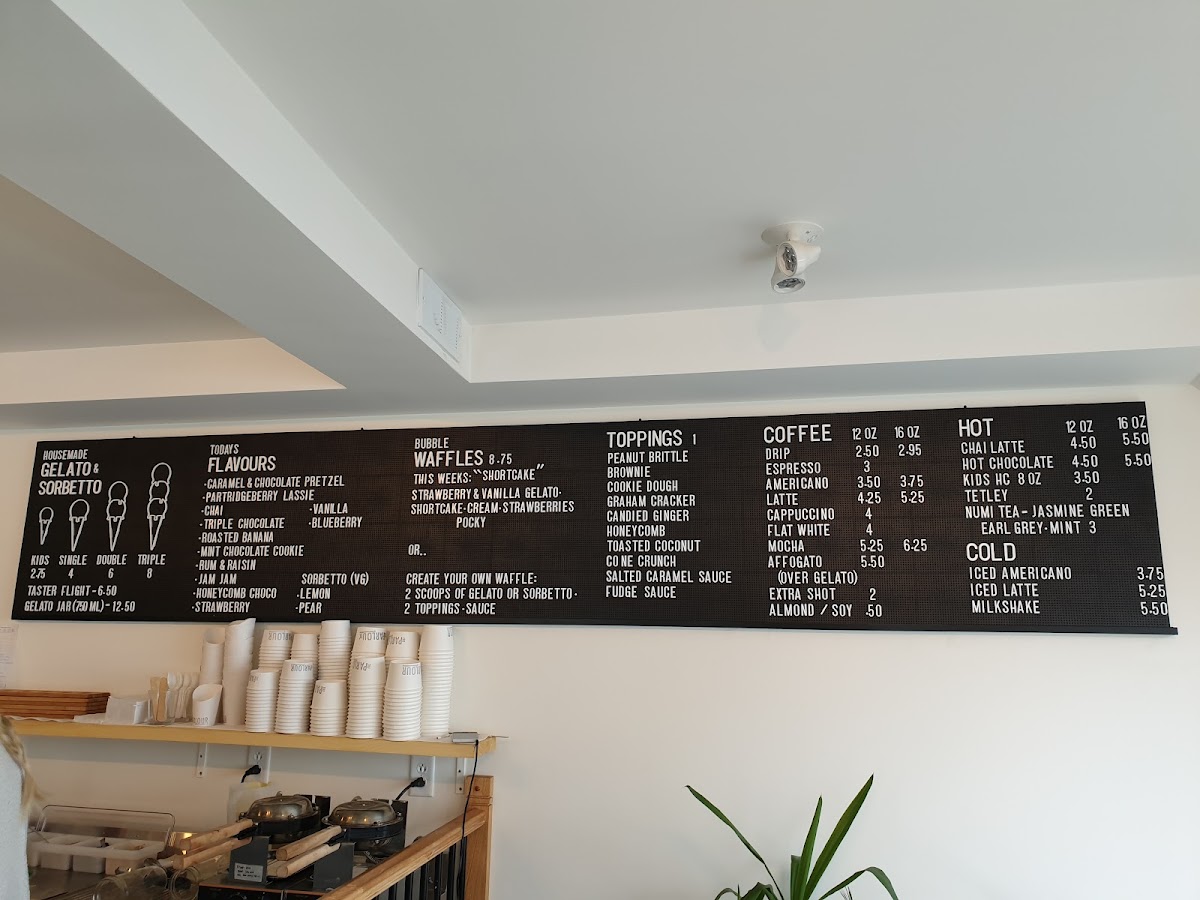 HOUSEMADE
GELATO &
SORBETTO
KIDS SINGLE DOUBLE TRIPLE
2.75 4 6 8
TASTER FLIGHT - 6.50
GELATO JAR (750 ML) - 12.50
TODAYS
FLAVOURS
·CARAMEL & CHOCOLATE PRETZEL
·PARTRIDGEBERRY LASSIE
·CHAI ·VANILLA
·TRIPLE CHOCOLATE ·BLUEBERRY
·ROASTED BANANA
·MINT CHOCOLATE COOKIE
·RUM & RAISIN
·JAM JAM SORBETTO (VG)
·HONEYCOMB CHOCO ·LEMON
·STRAWBERRY ·PEAR
BUBBLE
WAFFLES 8.75
THIS WEEKS: "SHORTCAKE"
STRAWBERRY & VANILLA GELATO·
SHORTCAKE·CREAM·STRAWBERRIES
POCKY
OR..
CREATE YOUR OWN WAFFLE:
2 SCOOPS OF GELATO OR SORBETTO·
2 TOPPINGS·SAUCE
TOPPINGS 1
PEANUT BRITTLE
BROWNIE
COOKIE DOUGH
GRAHAM CRACKER
CANDIED GINGER
HONEYCOMB
TOASTED COCONUT
CONE CRUNCH
SALTED CARAMEL SAUCE
FUDGE SAUCE
COFFEE 12 OZ 16 OZ
DRIP 2.50 2.95
ESPRESSO 3
AMERICANO 3.50 3.75
LATTE 4.25 5.25
CAPPUCCINO 4
FLAT WHITE 4
MOCHA 5.25 6.25
AFFOGATO 5.50
(OVER GELATO)
EXTRA SHOT 2
ALMOND / SOY .50
HOT 12 OZ 16 OZ
CHAI LATTE 4.50 5.50
HOT CHOCOLATE 4.50 5.50
KIDS HC 8 OZ 3.50
TETLEY 2
NUMI TEA - JASMINE GREEN
EARL GREY·MINT 3
COLD
ICED AMERICANO 3.75
ICED LATTE 5.25
MILKSHAKE 5.50